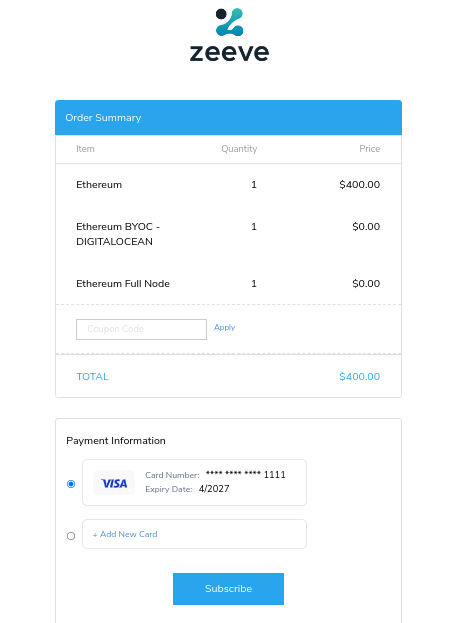 zeeve
Order Summary
Item Quantity Price
Ethereum 1 $400.00
Ethereum BYOC - 1 $0.00
DIGITALOCEAN
Ethereum Full Node 1 $0.00
Coupon Code Apply
TOTAL $400.00
Payment Information
VISA Card Number: **** **** **** 1111
Expiry Date: 4/2027
+ Add New Card
Subscribe